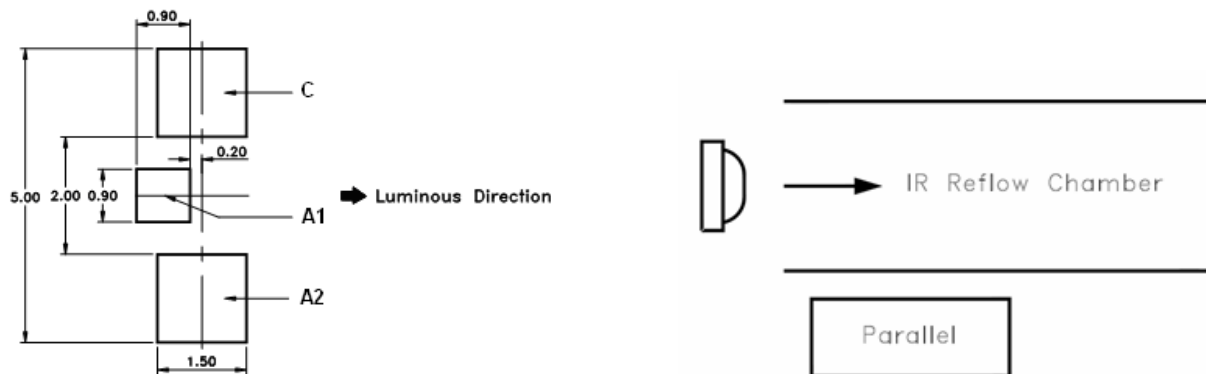 0.90
C
0.20
5.00
2.00
0.90
Luminous Direction
A1
A2
1.50
IR Reflow Chamber
Parallel